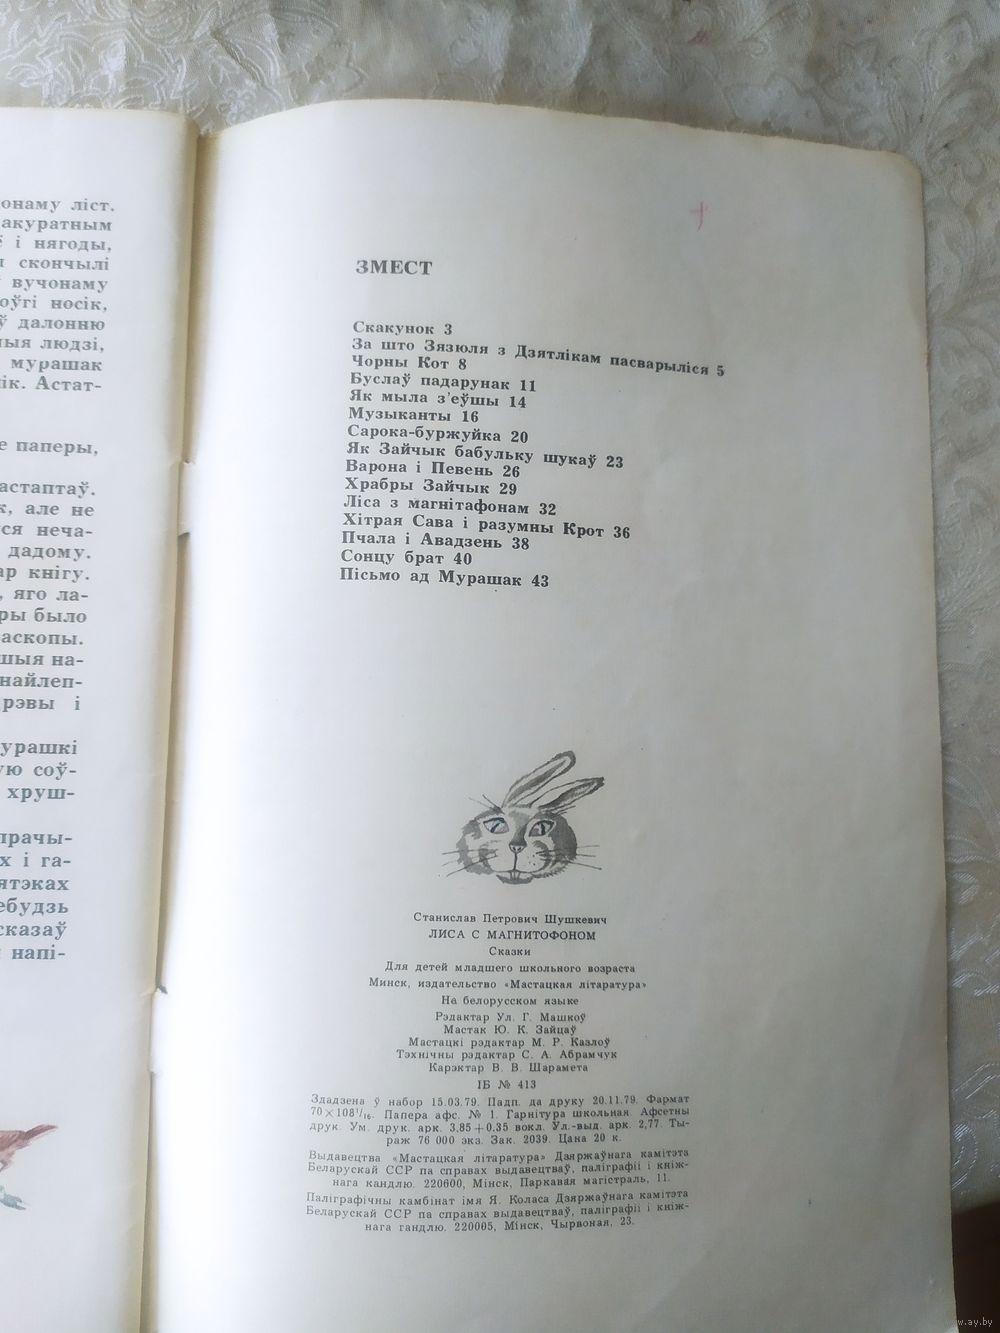 онаму ліст.
акуратным
і нягоды,
скончылі
вучонаму
оўгі носік,
ў далонню
ыя людзі,
мурашак
ік. Астат-
е паперы,
астаптаў.
к, але не
ся неча-
дадому.
ар кнігу.
, яго ла-
ры было
аскопы.
шыя на-
найлеп-
рэвы і
урашкі
ую соў-
хруш-
прачы-
х і га-
ятэках
ебудзь
сказаў
напі-
ЗМЕСТ
Скакунок 3
За што Зязюля з Дзятлікам пасварыліся 5
Чорны Кот 8
Буслаў падарунак 11
Як мыла з'еўшы 14
Музыканты 16
Сарока-буржуйка 20
Як Зайчык бабульку шукаў 23
Варона і Певень 26
Храбры Зайчык 29
Ліса з магнітафонам 32
Хітрая Сава і разумны Крот 36
Пчала і Авадзень 38
Сонцу брат 40
Пісьмо ад Мурашак 43
Станислав Петрович Шушкевич
ЛИСА С МАГНИТОФОНОМ
Сказки
Для детей младшего школьного возраста
Минск, издательство «Мастацкая літаратура»
На белорусском языке
Рэдактар Ул. Г. Машкоў
Мастак Ю. К. Зайцаў
Мастацкі рэдактар М. Р. Казлоў
Тэхнічны рэдактар С. А. Абрамчук
Карэктар В. В. Шарамета
ІБ № 413
Здадзена ў набор 15.03.79. Падп. да друку 20.11.79. Фармат
70×108¹/₁₆. Папера афс. № 1. Гарнітура школьная. Афсетны
друк. Ум. друк. арк. 3,85+0,35 вокл. Ул.-выд. арк. 2,77. Ты-
раж 76 000 экз. Зак. 2039. Цана 20 к.
Выдавецтва «Мастацкая літаратура» Дзяржаўнага камітэта
Беларускай ССР па справах выдавецтваў, паліграфіі і кніж-
нага кандлю. 220600, Мінск, Паркавая магістраль, 11.
Паліграфічны камбінат імя Я. Коласа Дзяржаўнага камітэта
Беларускай ССР па справах выдавецтваў, паліграфіі і кніж-
нага гандлю. 220005, Мінск, Чырвоная, 23.
w.ay.by